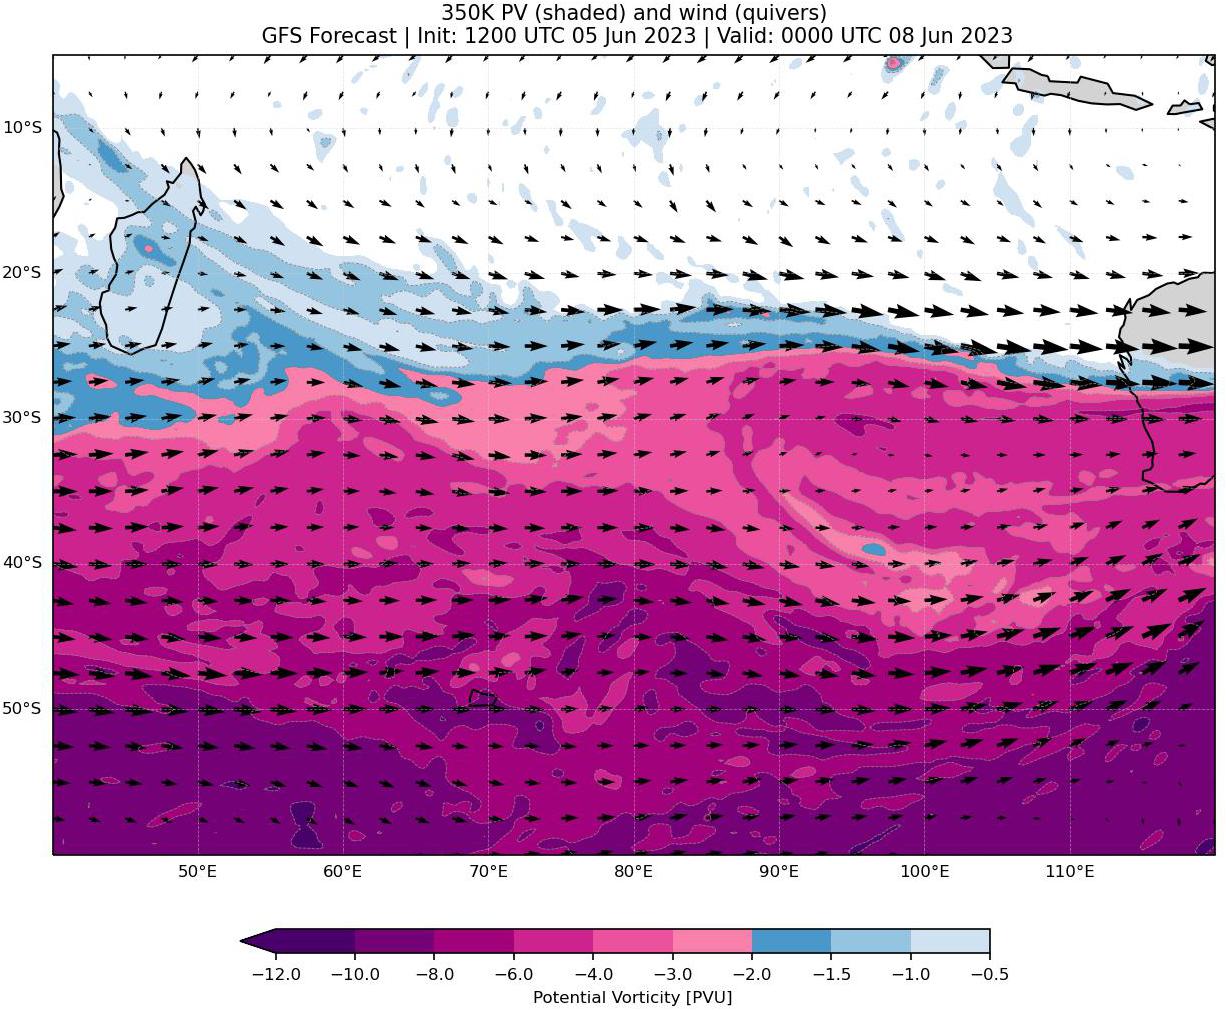 350K PV (shaded) and wind (quivers)
GFS Forecast | Init: 1200 UTC 05 Jun 2023 | Valid: 0000 UTC 08 Jun 2023
10°S
20°S
30°S
40°S
50°S
50°E 60°E 70°E 80°E 90°E 100°E 110°E
−12.0 −10.0 −8.0 −6.0 −4.0 −3.0 −2.0 −1.5 −1.0 −0.5
Potential Vorticity [PVU]